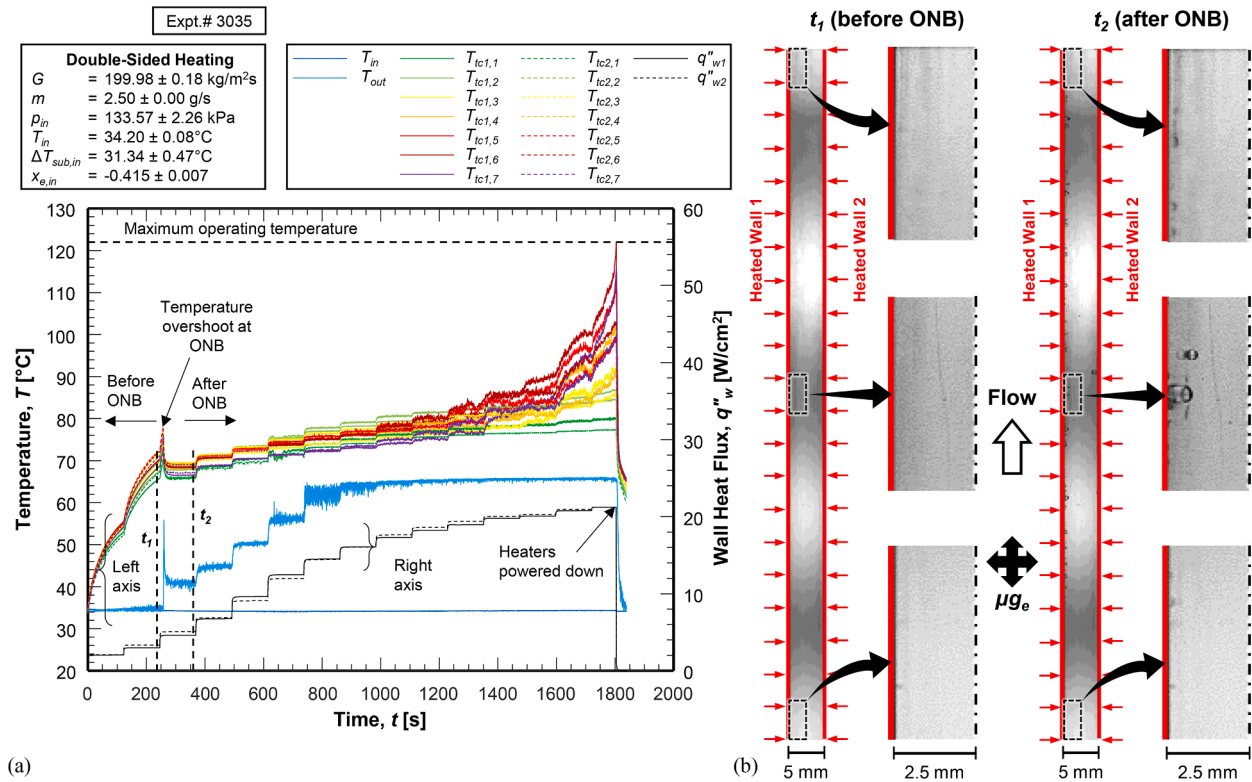 Expt.# 3035
Double-Sided Heating
G = 199.98 ± 0.18 kg/m²s
m = 2.50 ± 0.00 g/s
p_in = 133.57 ± 2.26 kPa
T_in = 34.20 ± 0.08°C
ΔT_sub,in = 31.34 ± 0.47°C
x_e,in = -0.415 ± 0.007
T_in T_tc1,1 T_tc2,1 q"_w1
T_out T_tc1,2 T_tc2,2 q"_w2
T_tc1,3 T_tc2,3
T_tc1,4 T_tc2,4
T_tc1,5 T_tc2,5
T_tc1,6 T_tc2,6
T_tc1,7 T_tc2,7
Temperature, T [°C]
130
120
110
100
90
80
70
60
50
40
30
20
Maximum operating temperature
Temperature
overshoot at
ONB
Before
ONB
After
ONB
t₁
t₂
Left
axis
Right
axis
Heaters
powered down
60
50
40
30
20
10
0
Wall Heat Flux, q"_w [W/cm²]
0 200 400 600 800 1000 1200 1400 1600 1800 2000
Time, t [s]
(a)
t₁ (before ONB)
Heated Wall 1
Heated Wall 2
5 mm
2.5 mm
Flow
μg_e
t₂ (after ONB)
Heated Wall 1
Heated Wall 2
5 mm
2.5 mm
(b)